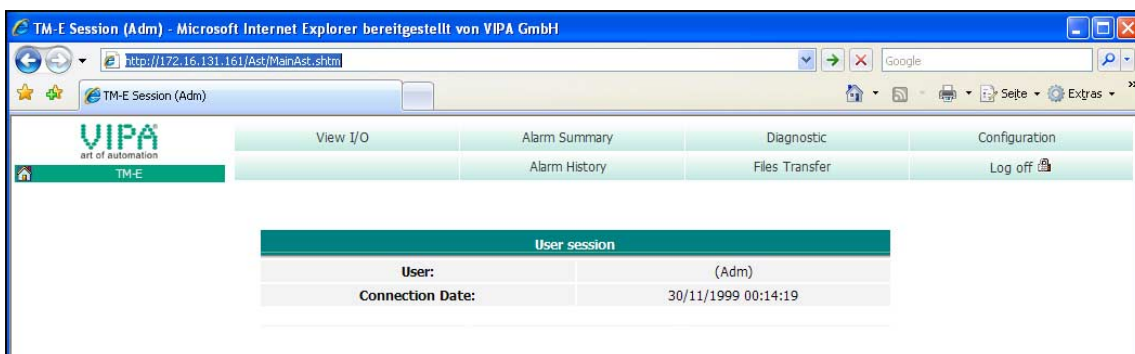 TM-E Session (Adm) - Microsoft Internet Explorer bereitgestellt von VIPA GmbH
http://172.16.131.161/Ast/MainAst.shtm
Google
TM-E Session (Adm)
Seite
Extras
VIPA
art of automation
TM-E
View I/O Alarm Summary Diagnostic Configuration
Alarm History Files Transfer Log off
User session
User: (Adm)
Connection Date: 30/11/1999 00:14:19